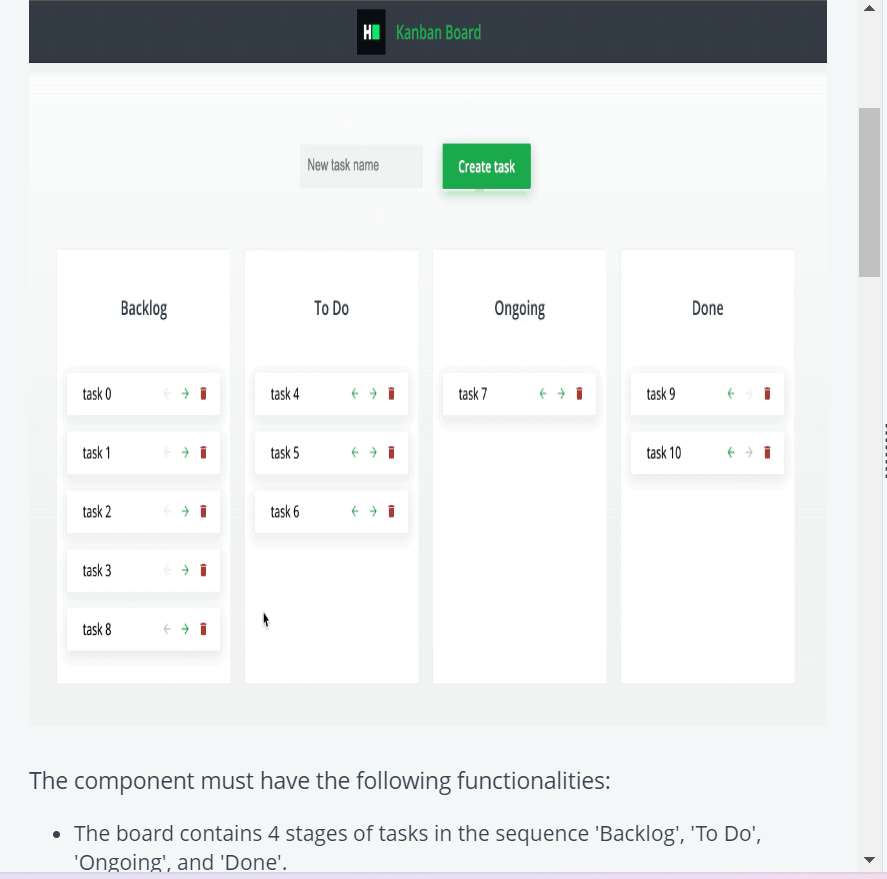 H Kanban Board
New task name Create task
Backlog To Do Ongoing Done
task 0 task 4 task 7 task 9
task 1 task 5 task 10
task 2 task 6
task 3
task 8
The component must have the following functionalities:
• The board contains 4 stages of tasks in the sequence 'Backlog', 'To Do',
'Ongoing', and 'Done'.